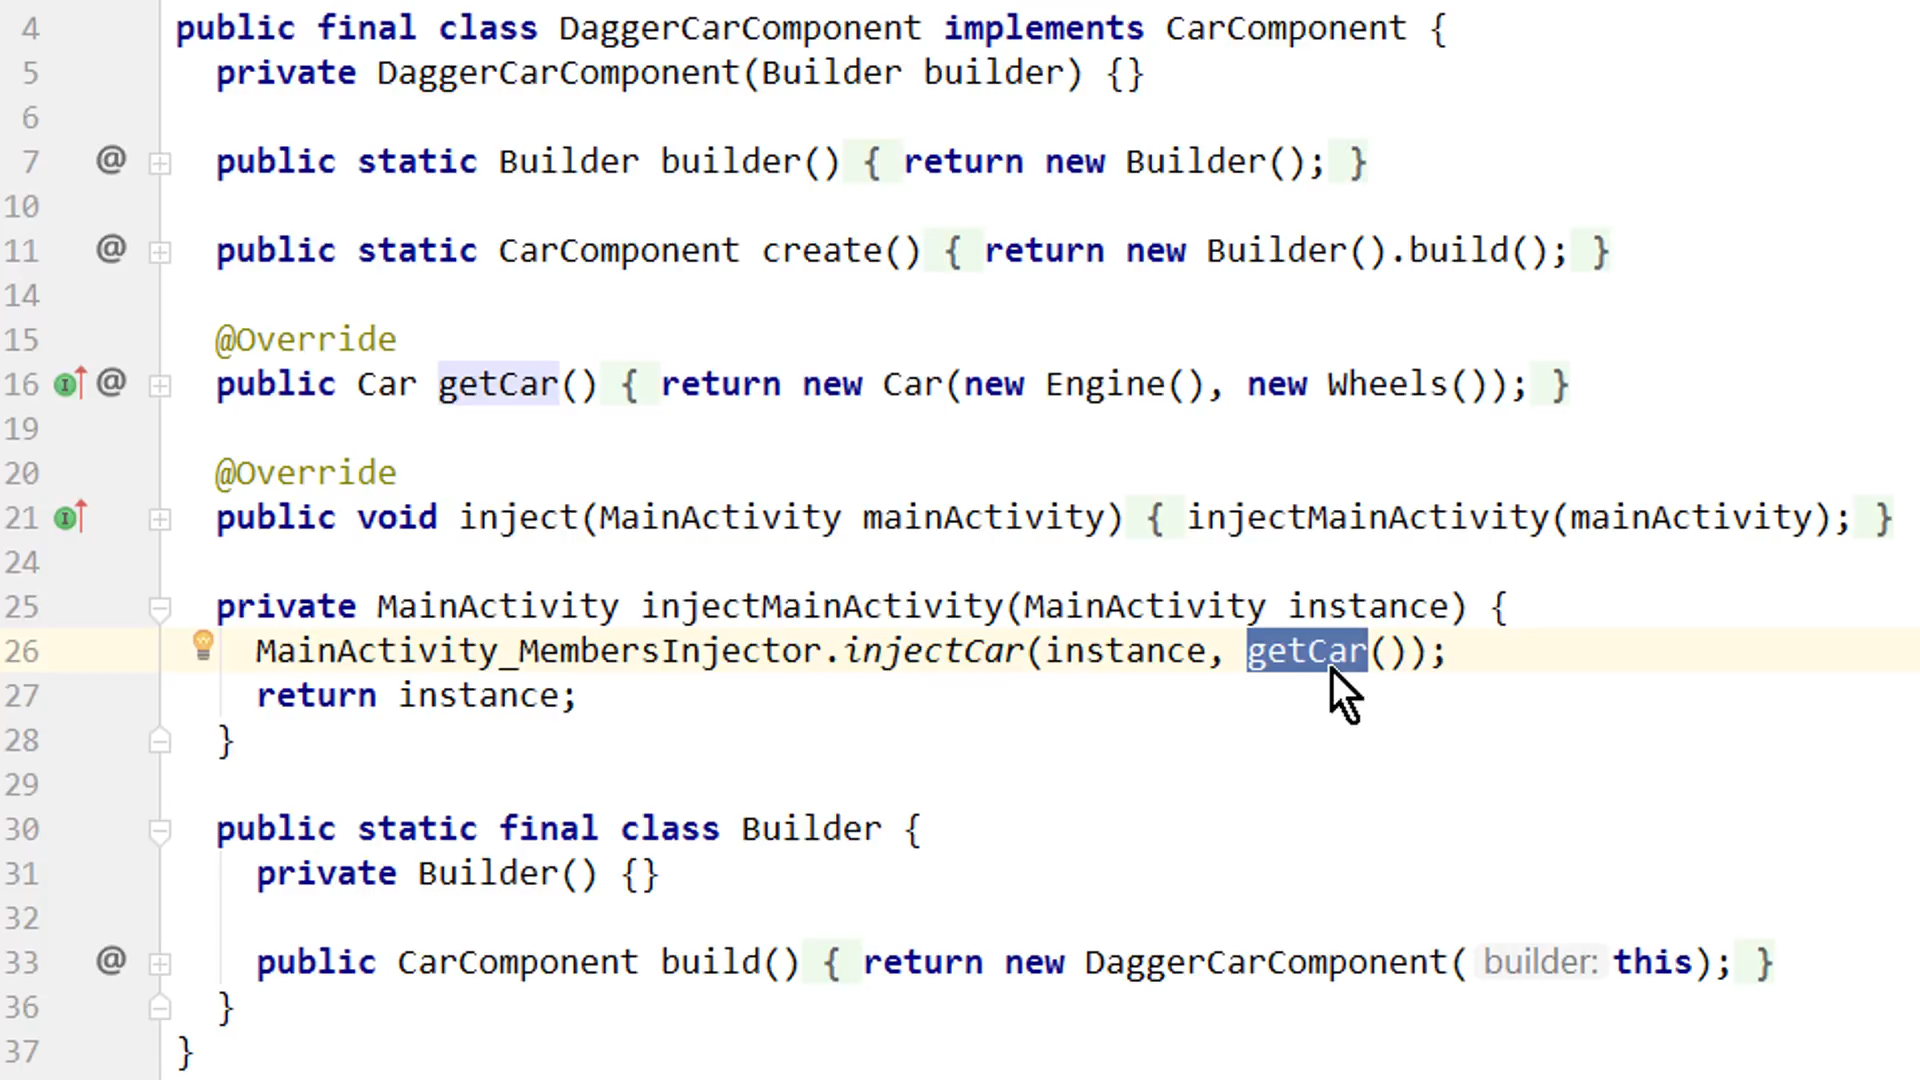 4 public final class DaggerCarComponent implements CarComponent {
5 private DaggerCarComponent(Builder builder) {}
6
7 @ public static Builder builder() { return new Builder(); }
10
11 @ public static CarComponent create() { return new Builder().build(); }
14
15 @Override
16 @ public Car getCar() { return new Car(new Engine(), new Wheels()); }
19
20 @Override
21 public void inject(MainActivity mainActivity) { injectMainActivity(mainActivity); }
24
25 private MainActivity injectMainActivity(MainActivity instance) {
26 MainActivity_MembersInjector.injectCar(instance, getCar());
27 return instance;
28 }
29
30 public static final class Builder {
31 private Builder() {}
32
33 @ public CarComponent build() { return new DaggerCarComponent( builder: this); }
36 }
37 }